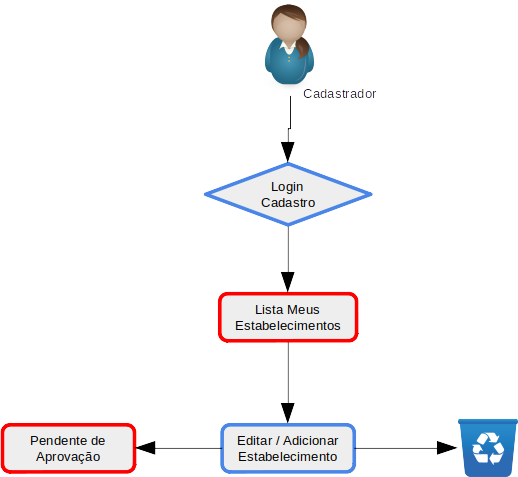 Cadastrador
Login
Cadastro
Lista Meus
Estabelecimentos
Pendente de
Aprovação
Editar / Adicionar
Estabelecimento